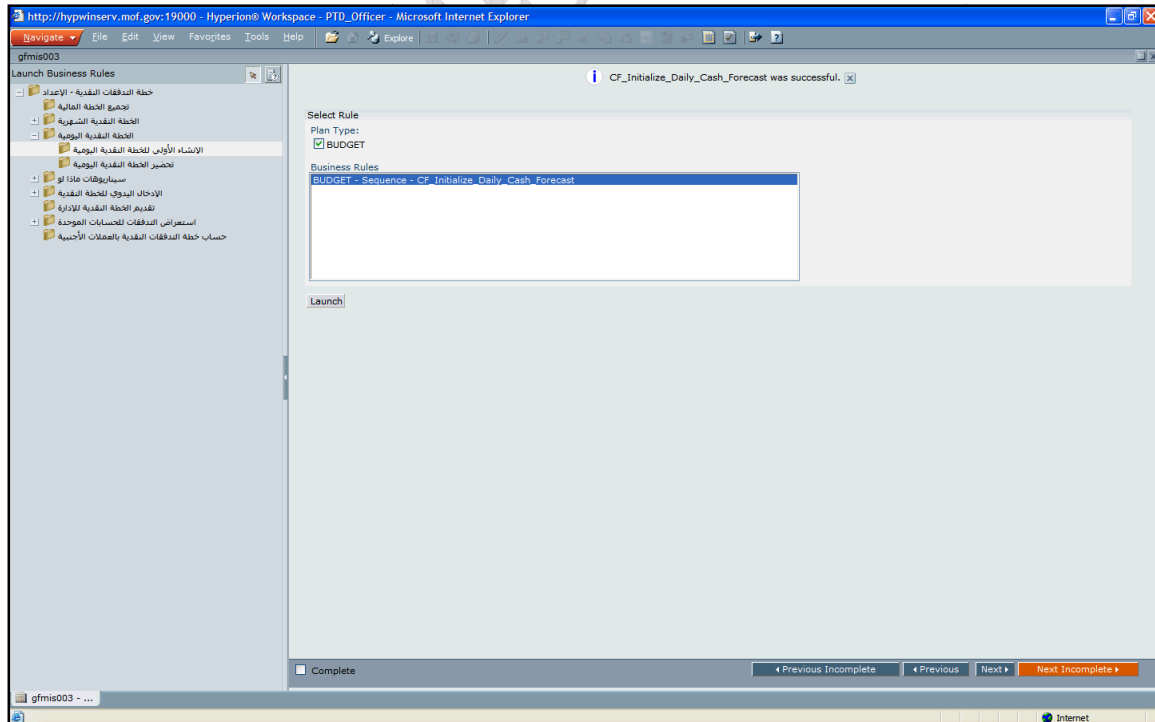 http://hypwinserv.mof.gov:19000 - Hyperion® Workspace - PTD_Officer - Microsoft Internet Explorer
Navigate File Edit View Favorites Tools Help Explore
gfmis003
Launch Business Rules
خطة التدفقات النقدية - الإعداد
تجميع الخطة المالية
الخطة النقدية الشهرية
الخطة النقدية اليومية
الإنشاء الأولي للخطة النقدية اليومية
تحضير الخطة النقدية اليومية
سيناريوهات ماذا لو
الإدخال اليدوي للخطة النقدية
تقديم الخطة النقدية للإدارة
استعراض التدفقات للحسابات الموحدة
حساب خطة التدفقات النقدية بالعملات الأجنبية
CF_Initialize_Daily_Cash_Forecast was successful.
Select Rule
Plan Type:
BUDGET
Business Rules
BUDGET - Sequence - CF_Initialize_Daily_Cash_Forecast
Launch
Complete
Previous Incomplete Previous Next Next Incomplete
gfmis003 - ...
Internet